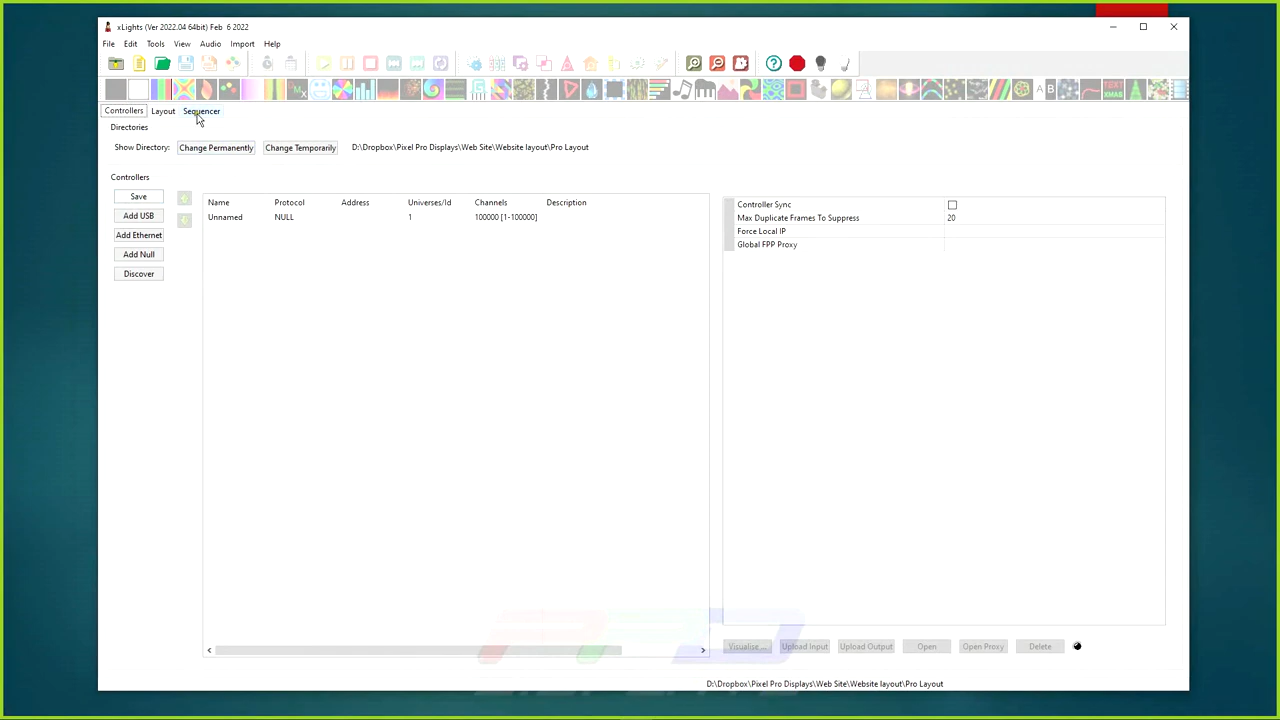 xLights (Ver 2022.04 64bit) Feb 6 2022
File Edit Tools View Audio Import Help
Controllers Layout Sequencer
Directories
Show Directory: Change Permanently Change Temporarily D:\Dropbox\Pixel Pro Displays\Web Site\Website layout\Pro Layout
Controllers
Save
Add USB
Add Ethernet
Add Null
Discover
Name Protocol Address Universes/Id Channels Description
Unnamed NULL 1 100000 [1-100000]
Controller Sync
Max Duplicate Frames To Suppress 20
Force Local IP
Global FPP Proxy
Visualise ... Upload Input Upload Output Open Open Proxy Delete
D:\Dropbox\Pixel Pro Displays\Web Site\Website layout\Pro Layout